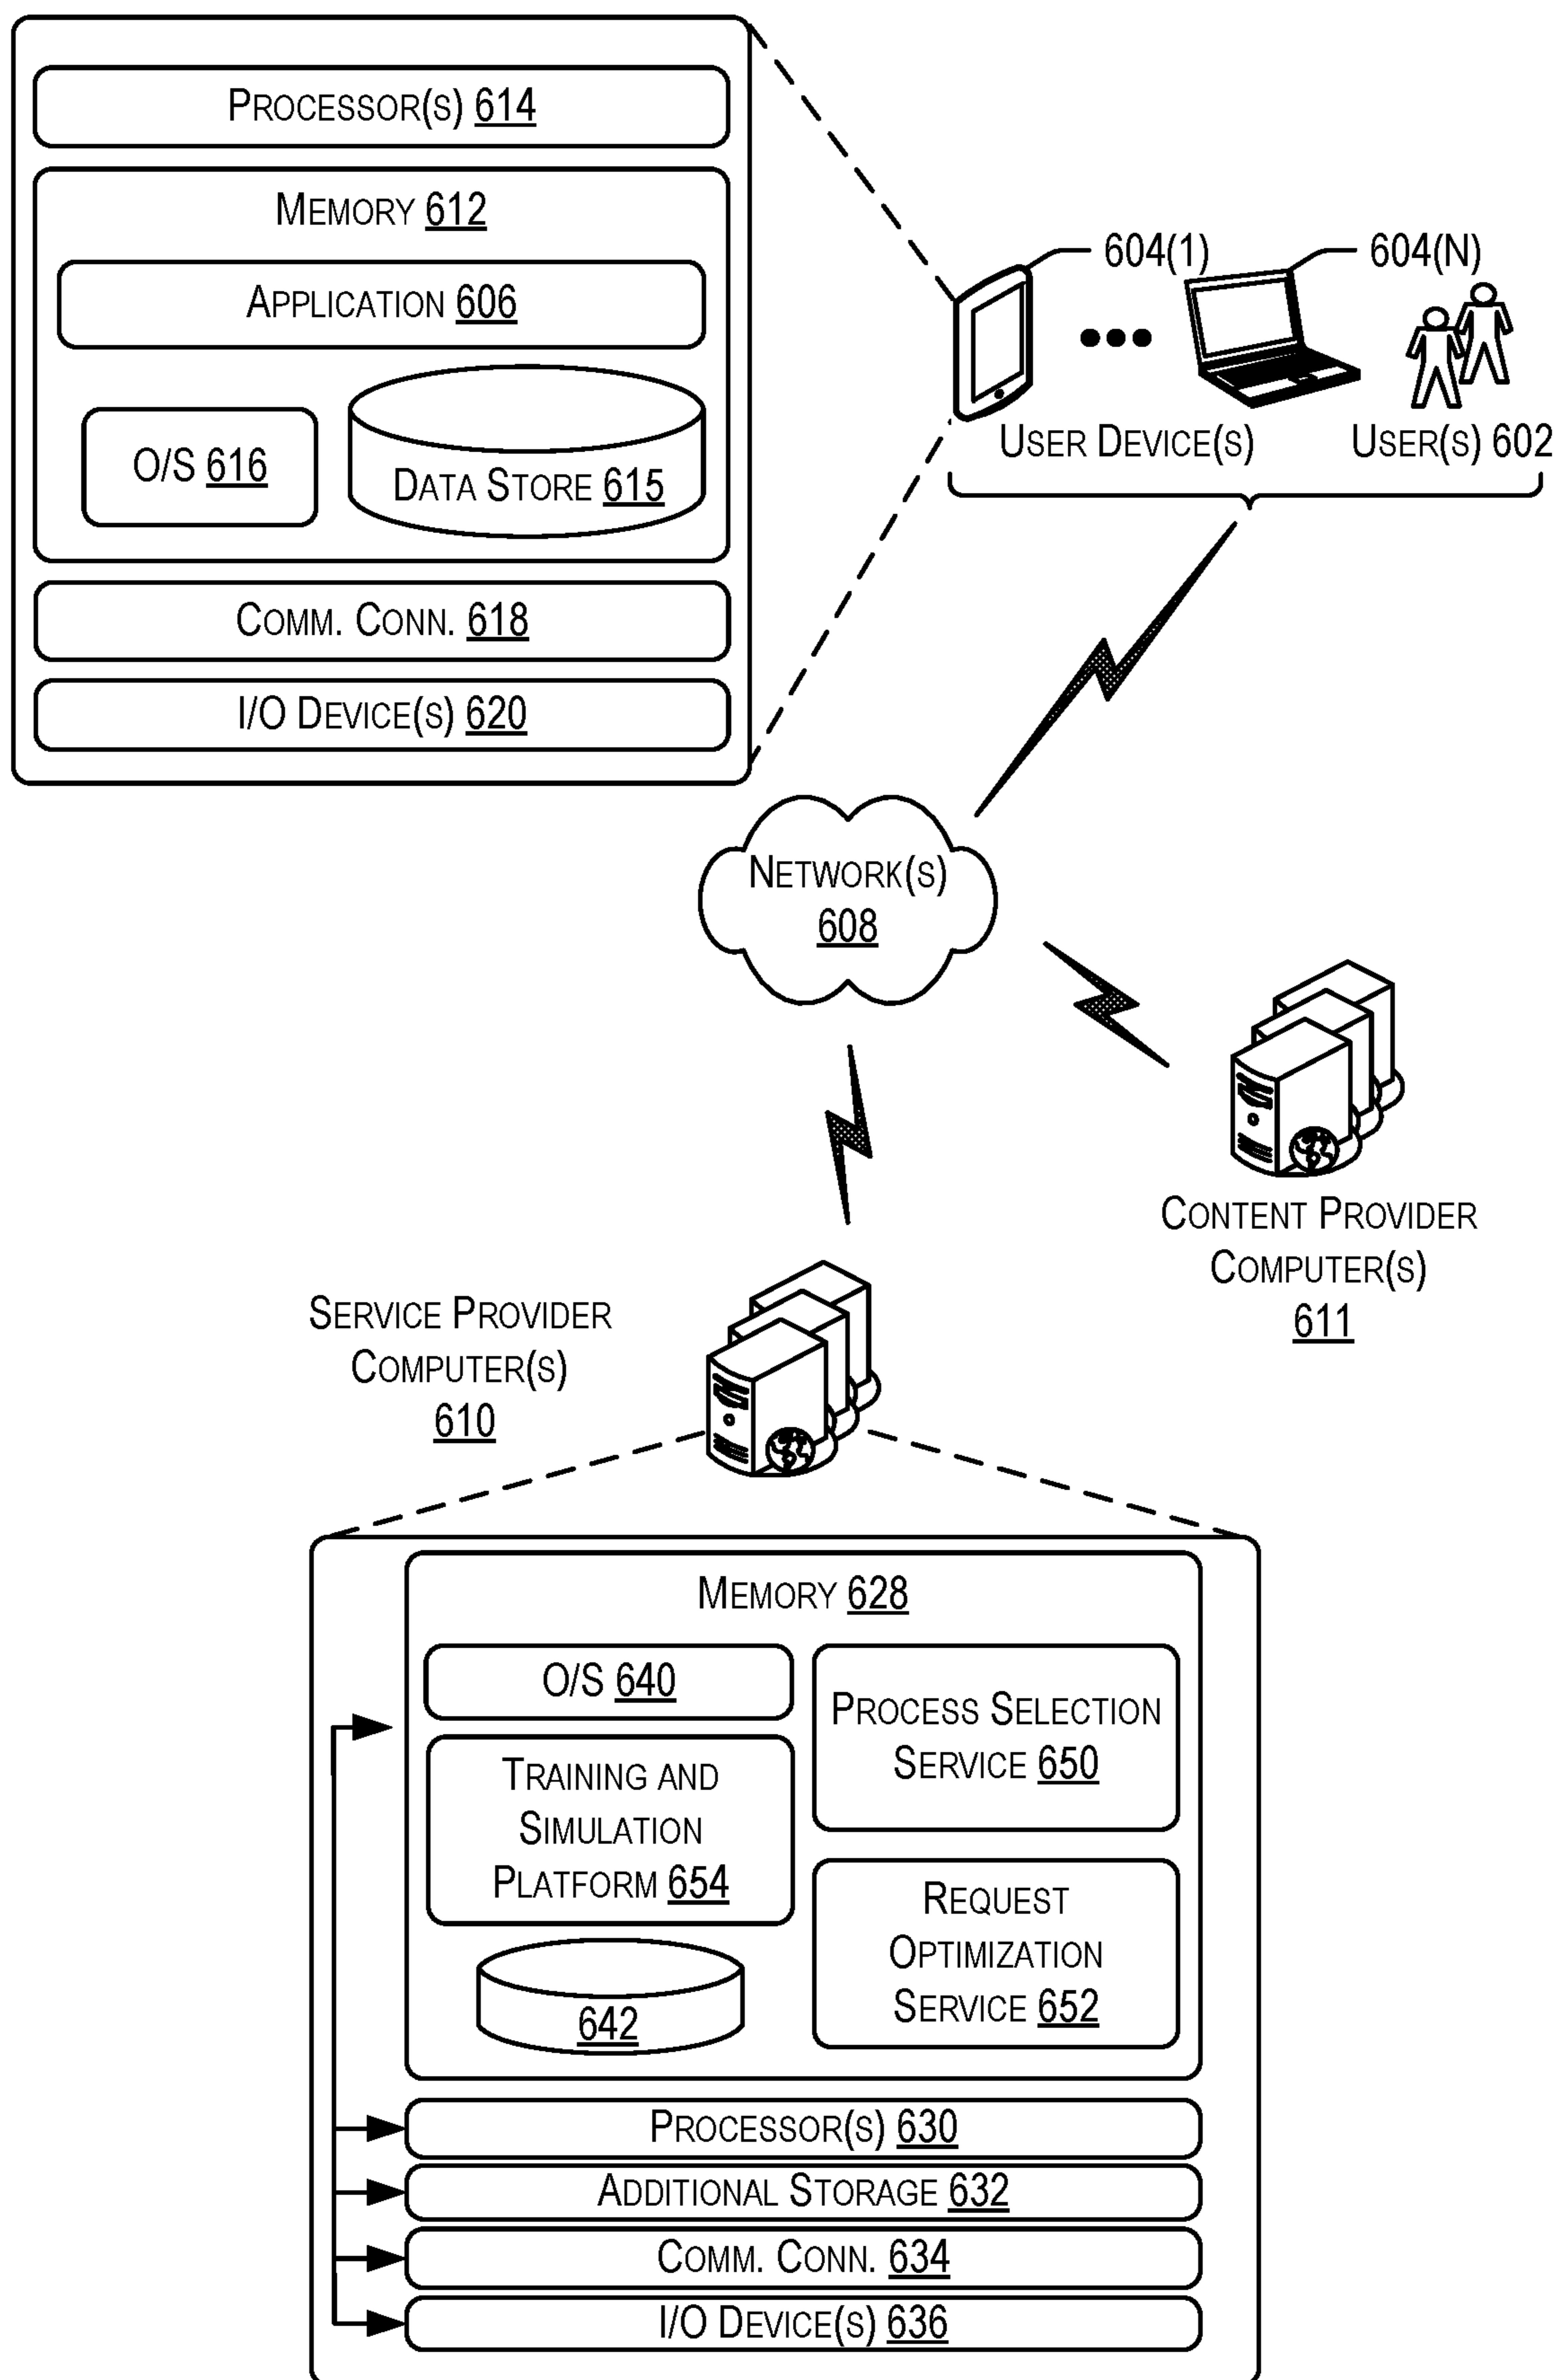 PROCESSOR(S) 614
MEMORY 612
APPLICATION 606
O/S 616
DATA STORE 615
COMM. CONN. 618
I/O DEVICE(S) 620
604(1)
604(N)
USER DEVICE(S)
USER(S) 602
NETWORK(S)
608
CONTENT PROVIDER
COMPUTER(S)
611
SERVICE PROVIDER
COMPUTER(S)
610
MEMORY 628
O/S 640
PROCESS SELECTION
SERVICE 650
TRAINING AND
SIMULATION
PLATFORM 654
REQUEST
OPTIMIZATION
SERVICE 652
642
PROCESSOR(S) 630
ADDITIONAL STORAGE 632
COMM. CONN. 634
I/O DEVICE(S) 636